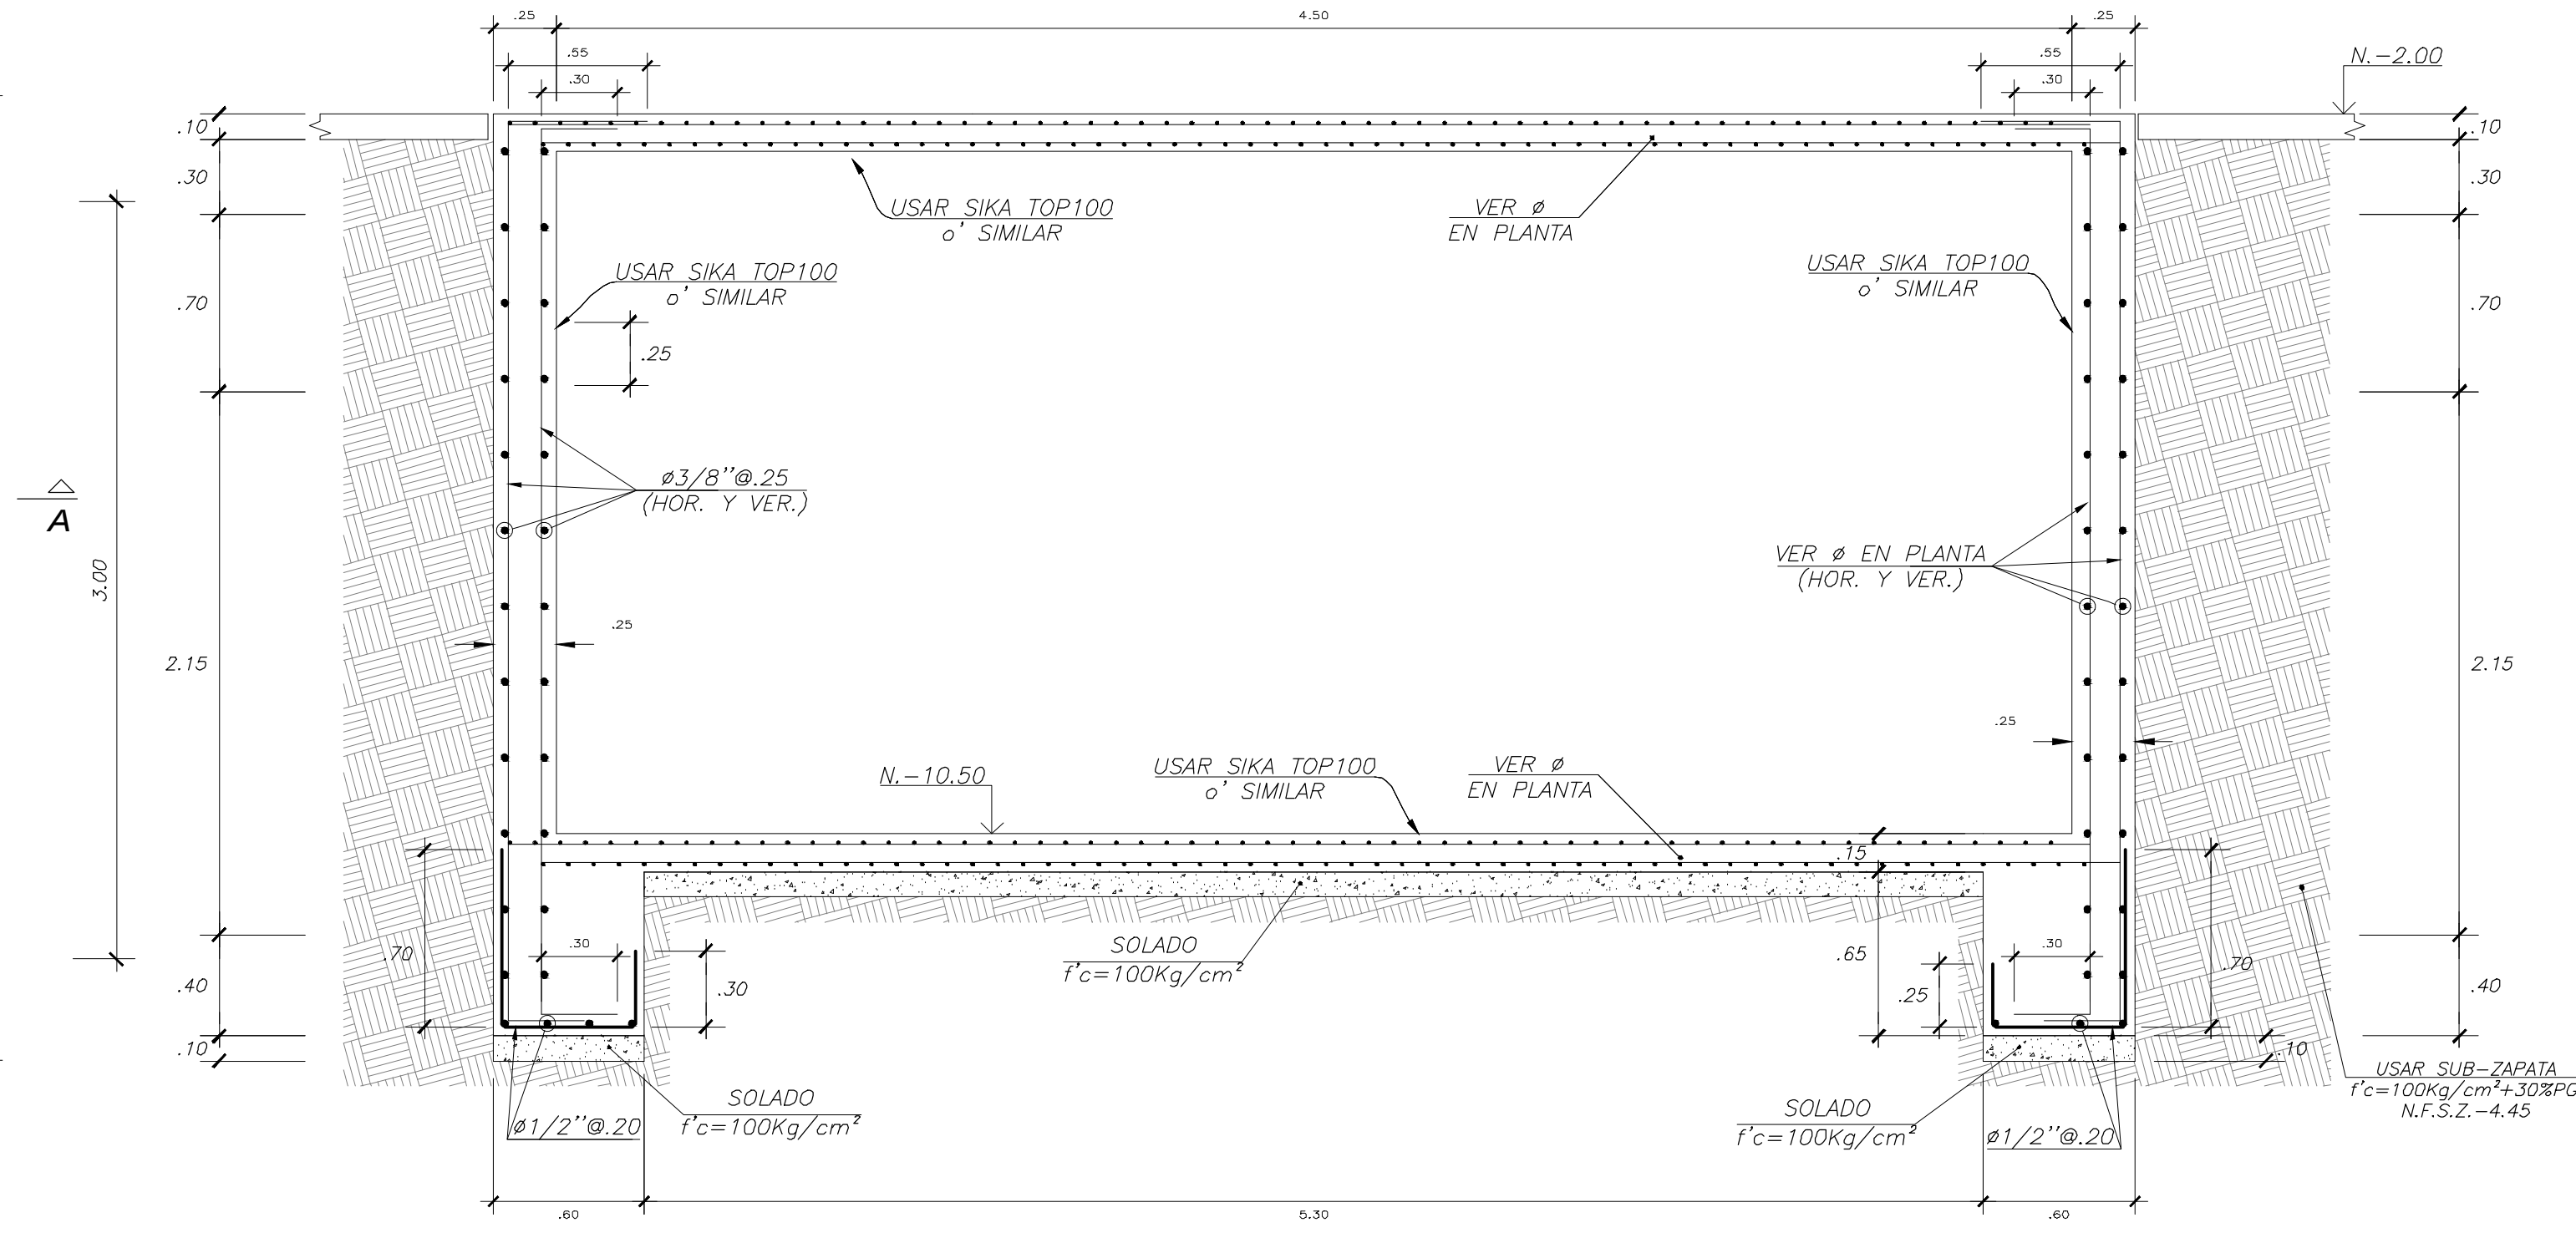 .25
4.50
.25
.55
.55
.30
.30
N.-2.00
.10
.10
.30
.30
USAR SIKA TOP100
o' SIMILAR
VER ø
EN PLANTA
USAR SIKA TOP100
o' SIMILAR
USAR SIKA TOP100
o' SIMILAR
.70
.70
.25
ø3/8''@.25
(HOR. Y VER.)
A
3.00
VER ø EN PLANTA
(HOR. Y VER.)
.25
2.15
2.15
.25
N.-10.50
USAR SIKA TOP100
o' SIMILAR
VER ø
EN PLANTA
.15
.70
.30
SOLADO
f'c=100Kg/cm²
.65
.30
.70
.40
.30
.25
.40
.10
.10
USAR SUB-ZAPATA
f'c=100Kg/cm²+30%PG
N.F.S.Z.-4.45
SOLADO
f'c=100Kg/cm²
ø1/2''@.20
SOLADO
f'c=100Kg/cm²
ø1/2''@.20
.60
5.30
.60